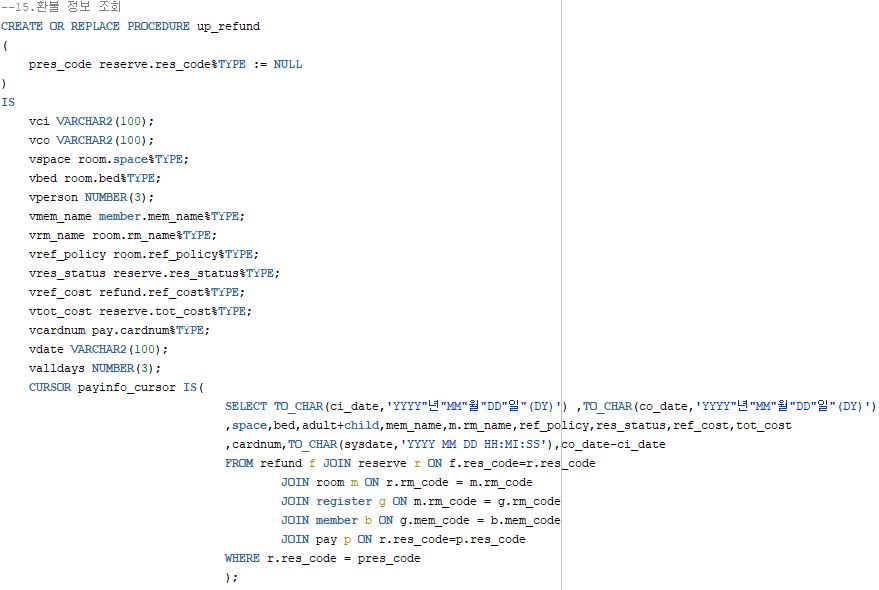 --15.환불 정보 조회
CREATE OR REPLACE PROCEDURE up_refund
(
    pres_code reserve.res_code%TYPE := NULL
)
IS
    vci VARCHAR2(100);
    vco VARCHAR2(100);
    vspace room.space%TYPE;
    vbed room.bed%TYPE;
    vperson NUMBER(3);
    vmem_name member.mem_name%TYPE;
    vrm_name room.rm_name%TYPE;
    vref_policy room.ref_policy%TYPE;
    vres_status reserve.res_status%TYPE;
    vref_cost refund.ref_cost%TYPE;
    vtot_cost reserve.tot_cost%TYPE;
    vcardnum pay.cardnum%TYPE;
    vdate VARCHAR2(100);
    valldays NUMBER(3);
    CURSOR payinfo_cursor IS(
                                SELECT TO_CHAR(ci_date,'YYYY"년"MM"월"DD"일"(DY)') ,TO_CHAR(co_date,'YYYY"년"MM"월"DD"일"(DY)')
                                ,space,bed,adult+child,mem_name,m.rm_name,ref_policy,res_status,ref_cost,tot_cost
                                ,cardnum,TO_CHAR(sysdate,'YYYY MM DD HH:MI:SS'),co_date-ci_date
                                FROM refund f JOIN reserve r ON f.res_code=r.res_code
                                        JOIN room m ON r.rm_code = m.rm_code
                                        JOIN register g ON m.rm_code = g.rm_code
                                        JOIN member b ON g.mem_code = b.mem_code
                                        JOIN pay p ON r.res_code=p.res_code
                                WHERE r.res_code = pres_code
                                );